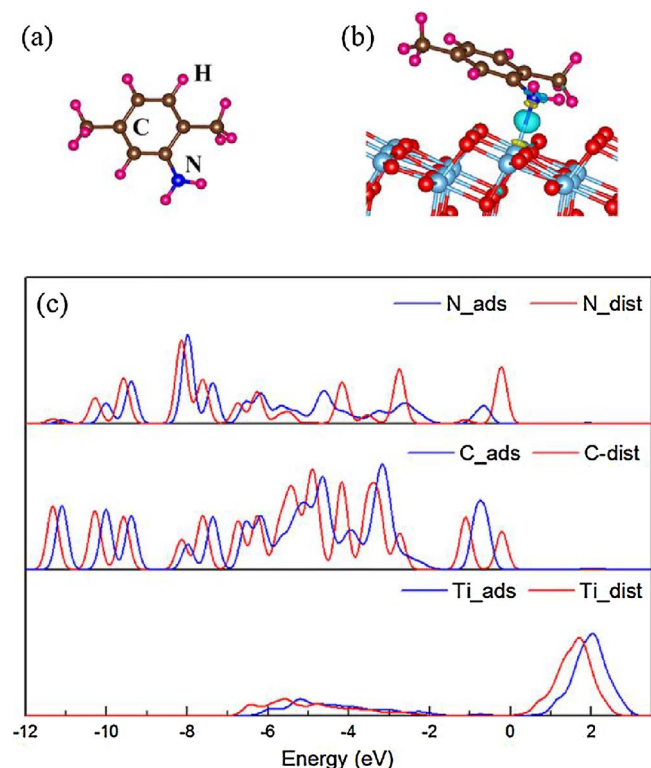 (a)
(b)
H
C
N
(c)
N_ads
N_dist
C_ads
C-dist
Ti_ads
Ti_dist
-12
-10
-8
-6
-4
-2
0
2
Energy (eV)